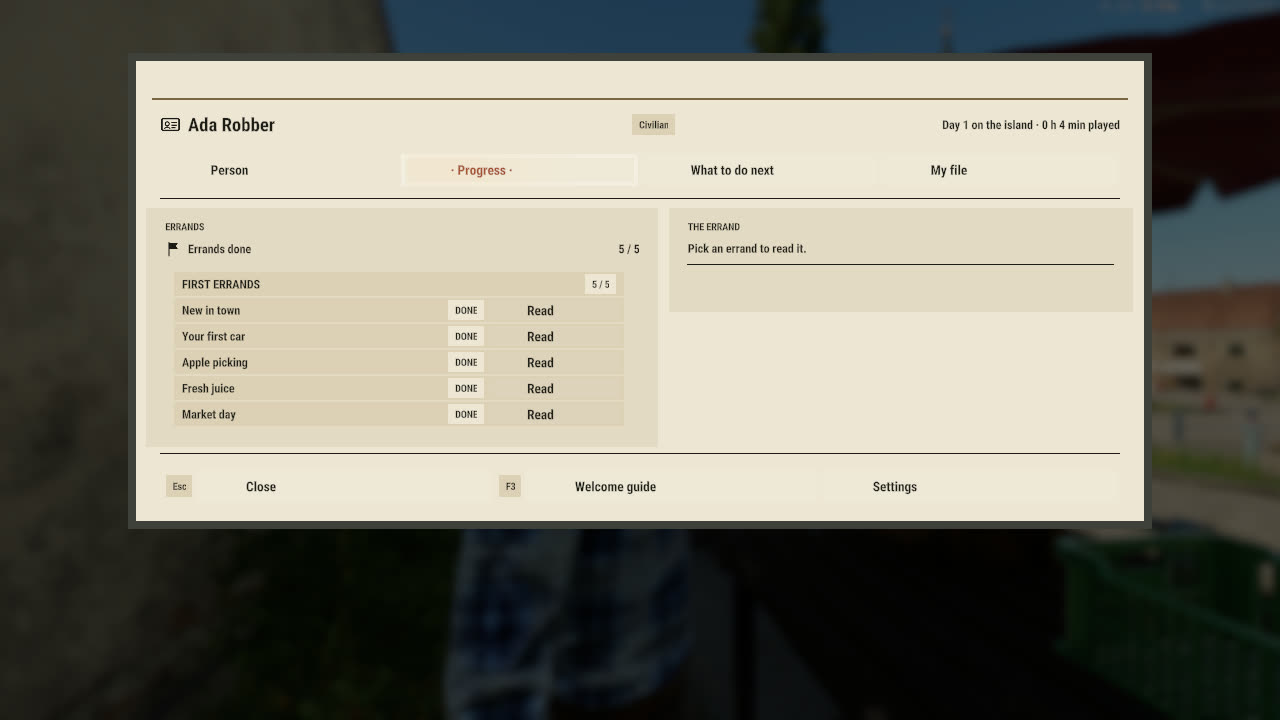 Ada Robber
Civilian
Day 1 on the island · 0 h 4 min played
Person
· Progress ·
What to do next
My file
ERRANDS
Errands done
5 / 5
FIRST ERRANDS
5 / 5
New in town
DONE
Read
Your first car
DONE
Read
Apple picking
DONE
Read
Fresh juice
DONE
Read
Market day
DONE
Read
THE ERRAND
Pick an errand to read it.
Esc
Close
F3
Welcome guide
Settings